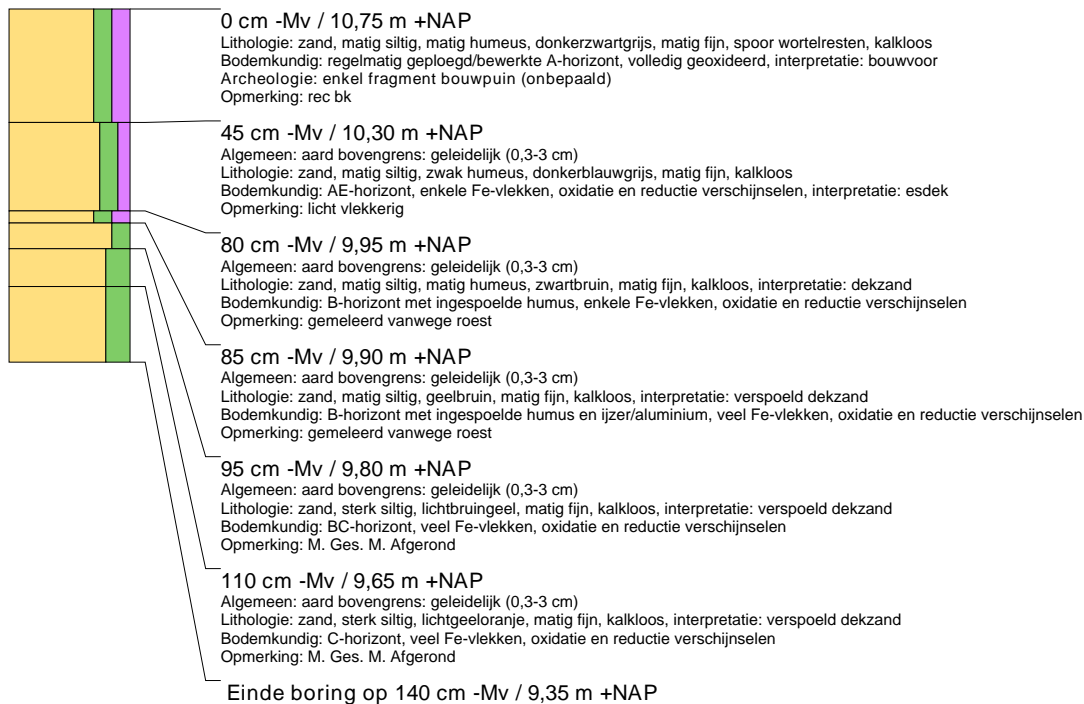 0 cm -Mv / 10,75 m +NAP
Lithologie: zand, matig siltig, matig humeus, donkerzwartgrijs, matig fijn, spoor wortelresten, kalkloos
Bodemkundig: regelmatig geploegd/bewerkte A-horizont, volledig geoxideerd, interpretatie: bouwvoor
Archeologie: enkel fragment bouwpuin (onbepaald)
Opmerking: rec bk
45 cm -Mv / 10,30 m +NAP
Algemeen: aard bovengrens: geleidelijk (0,3-3 cm)
Lithologie: zand, matig siltig, zwak humeus, donkerblauwgrijs, matig fijn, kalkloos
Bodemkundig: AE-horizont, enkele Fe-vlekken, oxidatie en reductie verschijnselen, interpretatie: esdek
Opmerking: licht vlekkerig
80 cm -Mv / 9,95 m +NAP
Algemeen: aard bovengrens: geleidelijk (0,3-3 cm)
Lithologie: zand, matig siltig, matig humeus, zwartbruin, matig fijn, kalkloos, interpretatie: dekzand
Bodemkundig: B-horizont met ingespoelde humus, enkele Fe-vlekken, oxidatie en reductie verschijnselen
Opmerking: gemeleerd vanwege roest
85 cm -Mv / 9,90 m +NAP
Algemeen: aard bovengrens: geleidelijk (0,3-3 cm)
Lithologie: zand, matig siltig, geelbruin, matig fijn, kalkloos, interpretatie: verspoeld dekzand
Bodemkundig: B-horizont met ingespoelde humus en ijzer/aluminium, veel Fe-vlekken, oxidatie en reductie verschijnselen
Opmerking: gemeleerd vanwege roest
95 cm -Mv / 9,80 m +NAP
Algemeen: aard bovengrens: geleidelijk (0,3-3 cm)
Lithologie: zand, sterk siltig, lichtbruingeel, matig fijn, kalkloos, interpretatie: verspoeld dekzand
Bodemkundig: BC-horizont, veel Fe-vlekken, oxidatie en reductie verschijnselen
Opmerking: M. Ges. M. Afgerond
110 cm -Mv / 9,65 m +NAP
Algemeen: aard bovengrens: geleidelijk (0,3-3 cm)
Lithologie: zand, sterk siltig, lichtgeeloranje, matig fijn, kalkloos, interpretatie: verspoeld dekzand
Bodemkundig: C-horizont, veel Fe-vlekken, oxidatie en reductie verschijnselen
Opmerking: M. Ges. M. Afgerond
Einde boring op 140 cm -Mv / 9,35 m +NAP